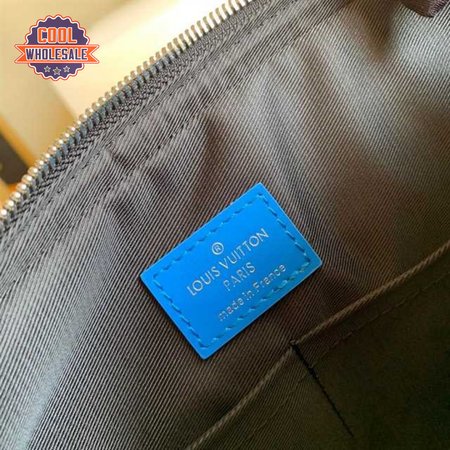 COOL
WHOLESALE
®
LOUIS VUITTON
PARIS
made in France